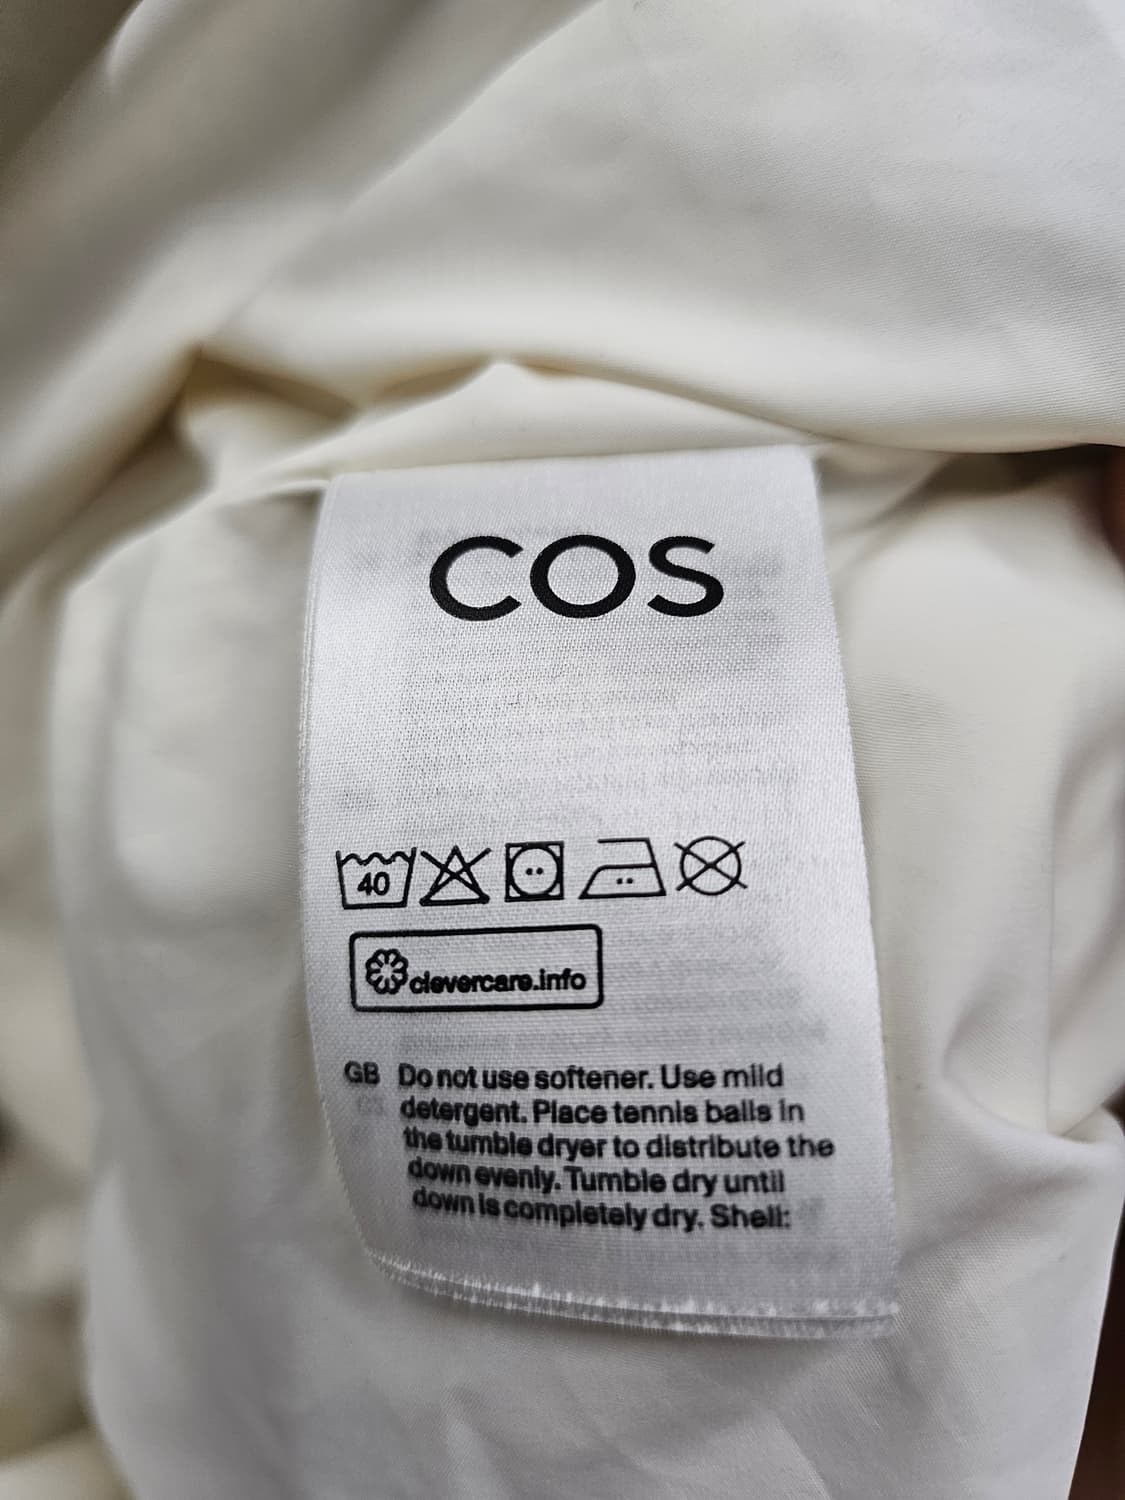 COS
40
clevercare.info
GB Do not use softener. Use mild
detergent. Place tennis balls in
the tumble dryer to distribute the
down evenly. Tumble dry until
down is completely dry. Shell: